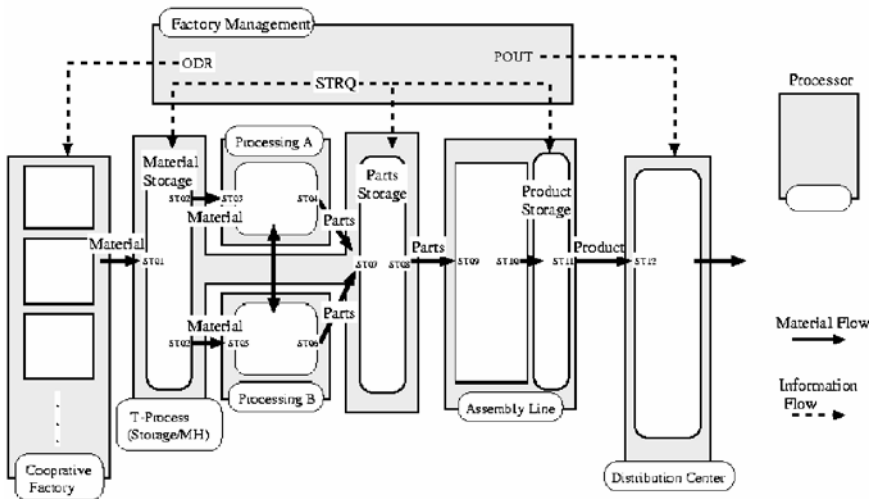 Factory Management
ODR
POUT
STRQ
Processor
Processing A
Material
Storage
ST02
ST03
ST04
Material
Parts
Parts
Storage
Product
Storage
Material
ST01
ST07
ST08
Parts
ST09
ST10
ST11
Product
ST12
Material
Parts
ST02
ST05
ST06
Processing B
Material Flow
Information
Flow
T-Process
(Storage/MH)
Assembly Line
Cooprative
Factory
Distribution Center